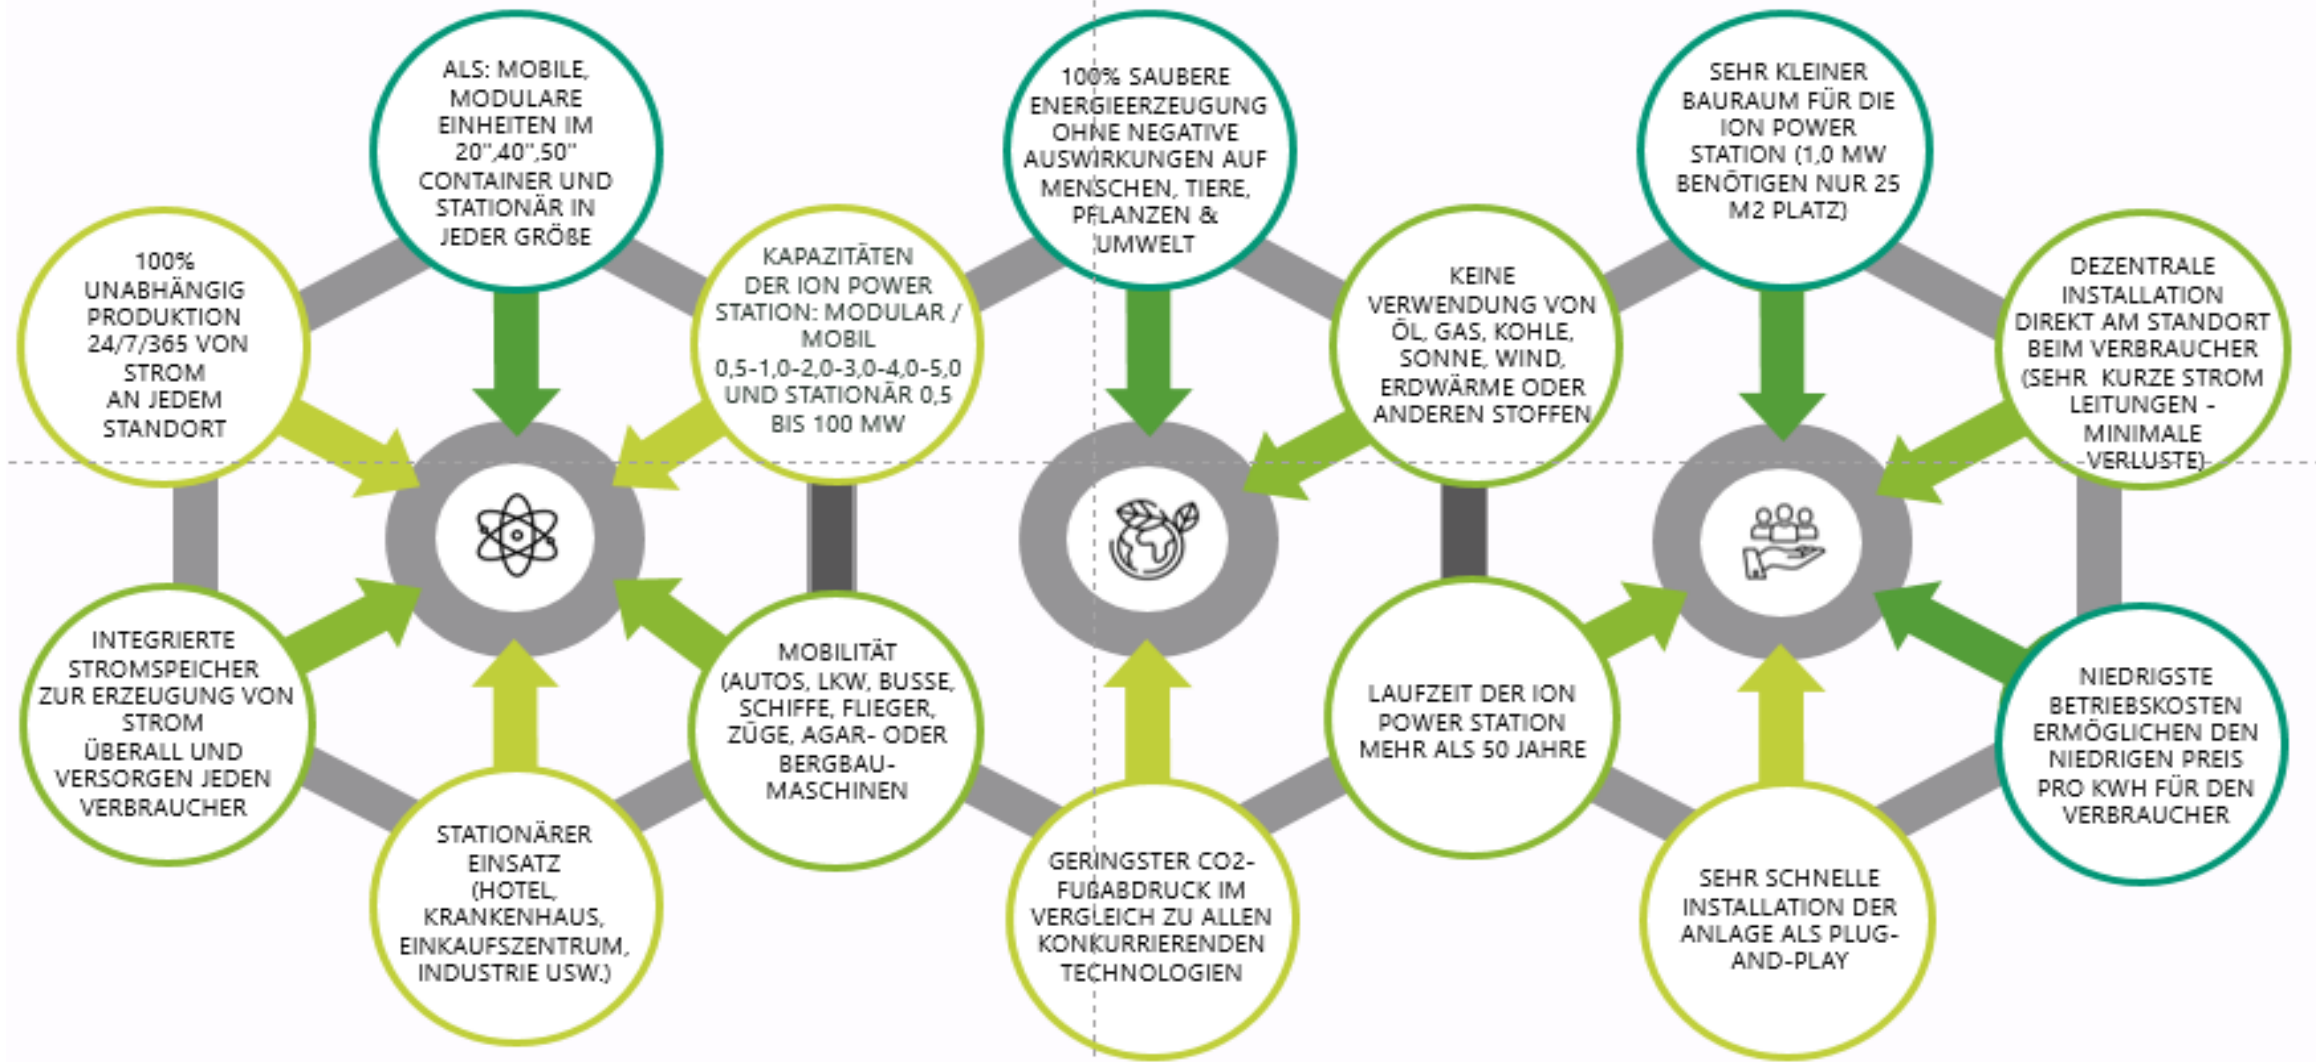 ALS: MOBILE,
MODULARE
EINHEITEN IM
20",40",50"
CONTAINER UND
STATIONÄR IN
JEDER GRÖßE
100% SAUBERE
ENERGIEERZEUGUNG
OHNE NEGATIVE
AUSWIRKUNGEN AUF
MENSCHEN, TIERE,
PFLANZEN &
UMWELT
SEHR KLEINER
BAURAUM FÜR DIE
ION POWER
STATION (1,0 MW
BENÖTIGEN NUR 25
M2 PLATZ)
100%
UNABHÄNGIG
PRODUKTION
24/7/365 VON
STROM
AN JEDEM
STANDORT
KAPAZITÄTEN
DER ION POWER
STATION: MODULAR /
MOBIL
0,5-1,0-2,0-3,0-4,0-5,0
UND STATIONÄR 0,5
BIS 100 MW
KEINE
VERWENDUNG VON
ÖL, GAS, KOHLE,
SONNE, WIND,
ERDWÄRME ODER
ANDEREN STOFFEN
DEZENTRALE
INSTALLATION
DIREKT AM STANDORT
BEIM VERBRAUCHER
(SEHR KURZE STROM
LEITUNGEN -
MINIMALE
VERLUSTE)
INTEGRIERTE
STROMSPEICHER
ZUR ERZEUGUNG VON
STROM
ÜBERALL UND
VERSORGEN JEDEN
VERBRAUCHER
STATIONÄRER
EINSATZ
(HOTEL,
KRANKENHAUS,
EINKAUFSZENTRUM,
INDUSTRIE USW.)
MOBILITÄT
(AUTOS, LKW, BUSSE,
SCHIFFE, FLIEGER,
ZÜGE, AGAR- ODER
BERGBAU-
MASCHINEN
GERINGSTER CO2-
FUßABDRUCK IM
VERGLEICH ZU ALLEN
KONKURRIERENDEN
TECHNOLOGIEN
LAUFZEIT DER ION
POWER STATION
MEHR ALS 50 JAHRE
SEHR SCHNELLE
INSTALLATION DER
ANLAGE ALS PLUG-
AND-PLAY
NIEDRIGSTE
BETRIEBSKOSTEN
ERMÖGLICHEN DEN
NIEDRIGEN PREIS
PRO KWH FÜR DEN
VERBRAUCHER